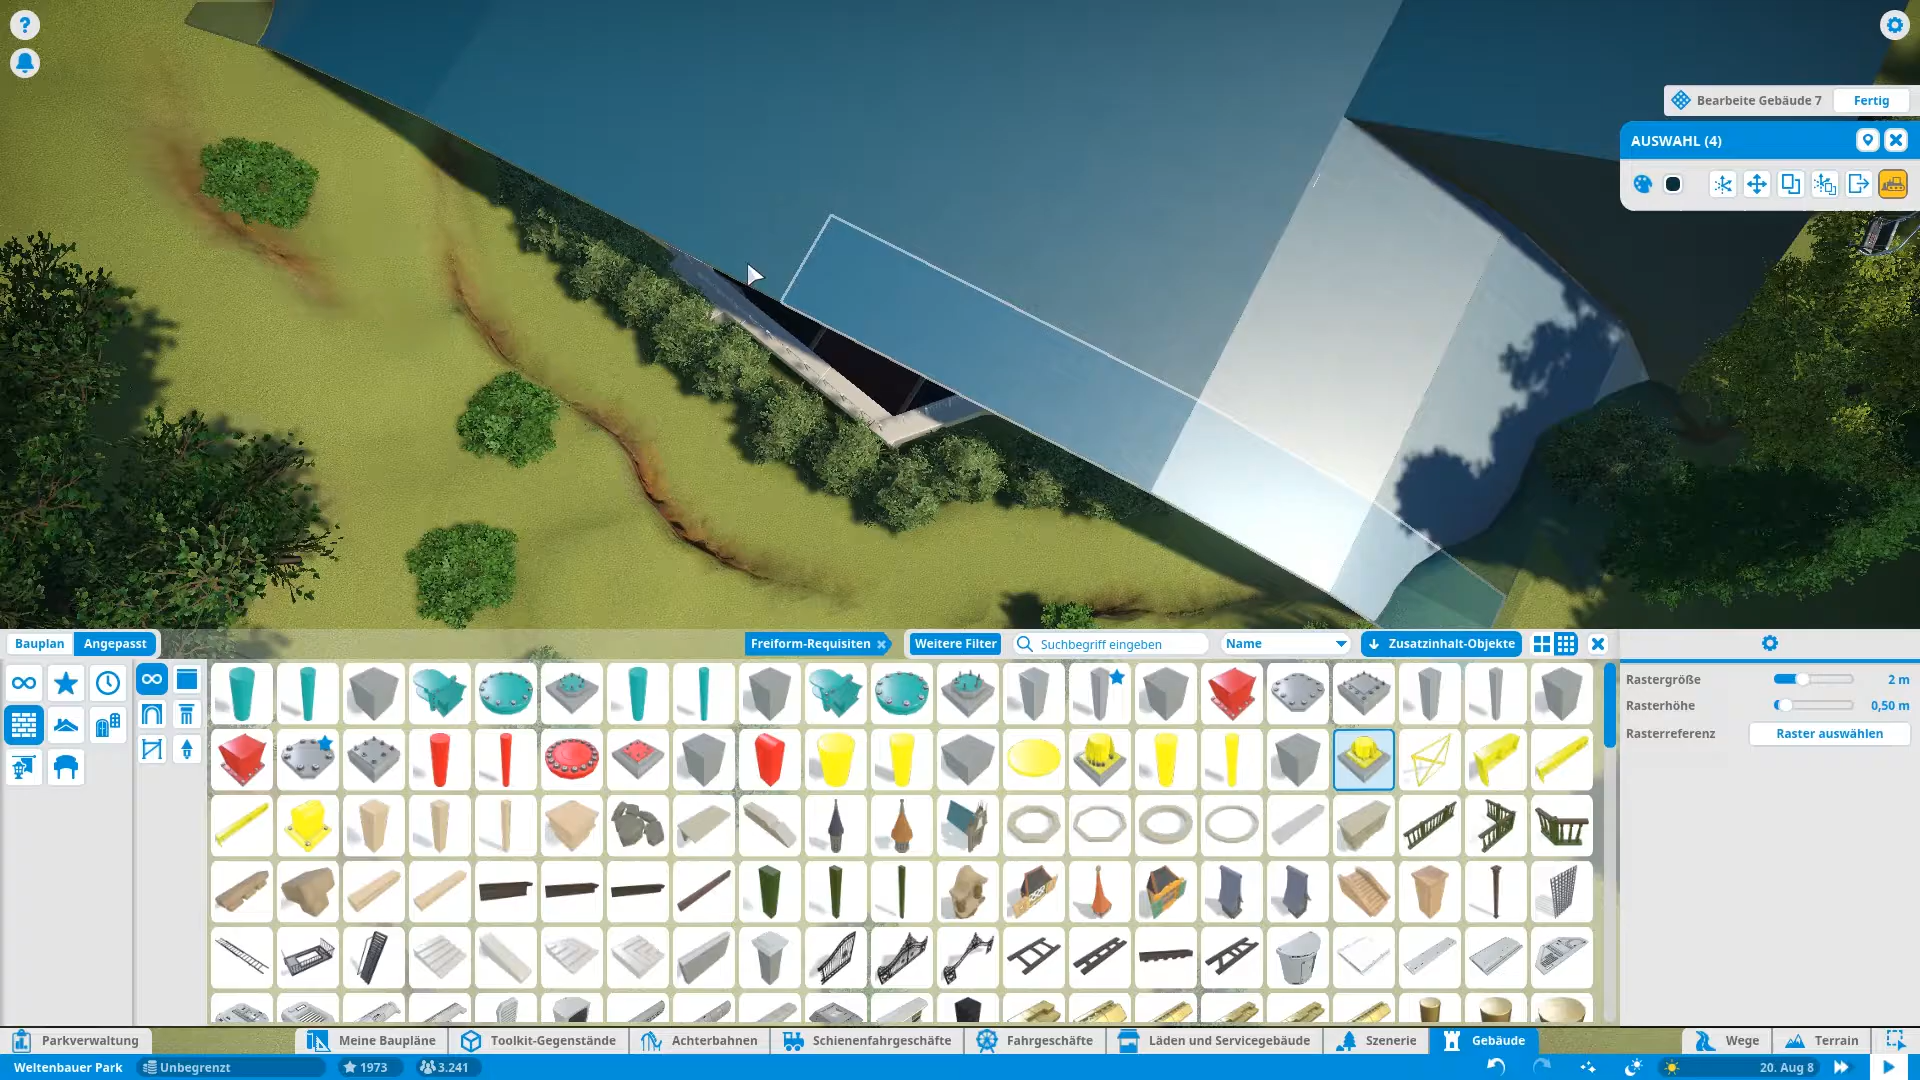 ?
Bearbeite Gebäude 7
Fertig
AUSWAHL (4)
Bauplan
Angepasst
Freiform-Requisiten
Weitere Filter
Suchbegriff eingeben
Name
Zusatzinhalt-Objekte
Rastergröße
2 m
Rasterhöhe
0,50 m
Rasterreferenz
Raster auswählen
Parkverwaltung
Meine Baupläne
Toolkit-Gegenstände
Achterbahnen
Schienenfahrgeschäfte
Fahrgeschäfte
Läden und Servicegebäude
Szenerie
Gebäude
Wege
Terrain
Weltenbauer Park
Unbegrenzt
1973
3.241
20. Aug 8